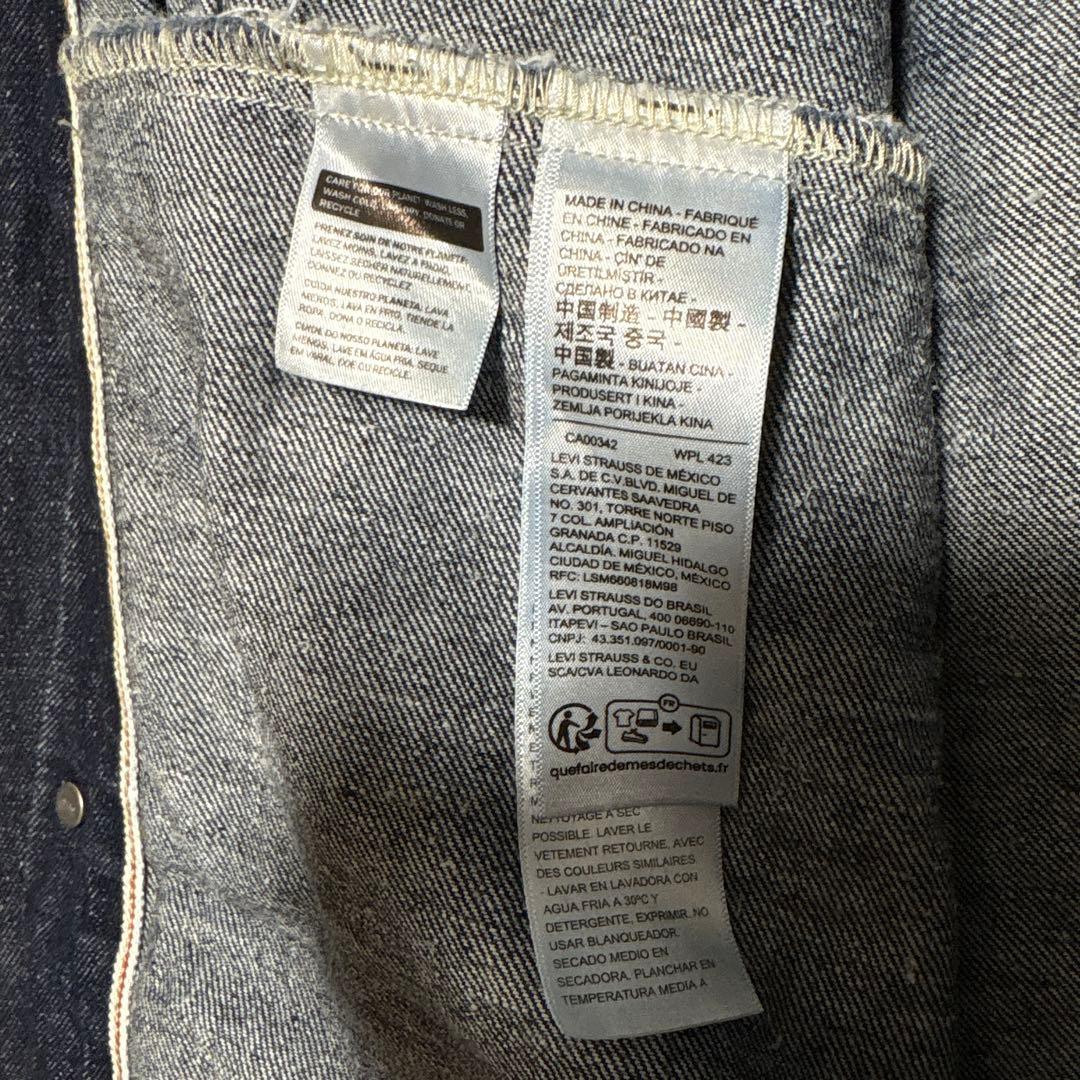 CARE FOR OUR PLANET: WASH LESS,
WASH COLD, DRY, DONATE OR
RECYCLE
PRENEZ SOIN DE NOTRE PLANÈTE:
LAVEZ MOINS, LAVEZ À FROID,
LAISSEZ SÉCHER NATURELLEMENT,
DONNEZ OU RECYCLEZ
CUIDA NUESTRO PLANETA: LAVA
MENOS, LAVA EN FRÍO, TIENDE LA
ROPA, DONA O RECICLA.
CUIDE DO NOSSO PLANETA: LAVE
MENOS, LAVE EM ÁGUA FRIA, SEQUE
EM VARAL, DOE OU RECICLE.
MADE IN CHINA - FABRIQUÉ
EN CHINE - FABRICADO EN
CHINA - FABRICADO NA
CHINA - ÇİN' DE
ÜRETİLMİŞTİR -
СДЕЛАНО В КИТАЕ -
中国制造 - 中國製 -
제조국 중국 -
中国製 - BUATAN CINA -
PAGAMINTA KINIJOJE -
PRODUSERT I KINA -
ZEMLJA PORIJEKLA KINA
CA00342 WPL 423
LEVI STRAUSS DE MÉXICO
S.A. DE C.V.BLVD. MIGUEL DE
CERVANTES SAAVEDRA
NO. 301, TORRE NORTE PISO
7 COL. AMPLIACIÓN
GRANADA C.P. 11529
ALCALDÍA. MIGUEL HIDALGO
CIUDAD DE MÉXICO, MÉXICO
RFC: LSM660818M98
LEVI STRAUSS DO BRASIL
AV. PORTUGAL, 400 06690-110
ITAPEVI – SAO PAULO BRASIL
CNPJ: 43.351.097/0001-90
LEVI STRAUSS & CO. EU
SCA/CVA LEONARDO DA
FR
quefairedemesdechets.fr
NETTOYAGE A SEC
POSSIBLE. LAVER LE
VETEMENT RETOURNE, AVEC
DES COULEURS SIMILAIRES
- LAVAR EN LAVADORA CON
AGUA FRIA A 30ºC Y
DETERGENTE, EXPRIMIR. NO
USAR BLANQUEADOR.
SECADO MEDIO EN
SECADORA. PLANCHAR EN
TEMPERATURA MEDIA A